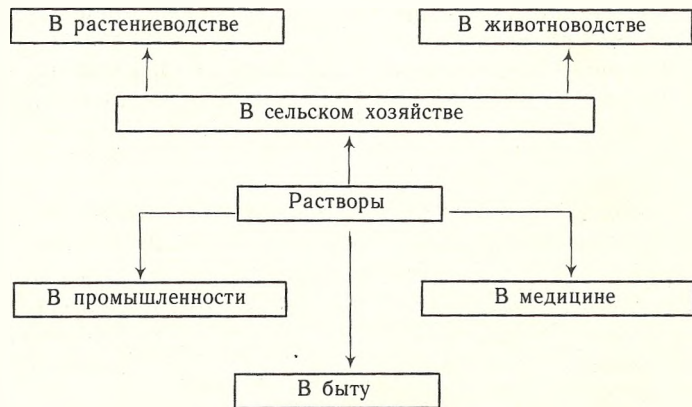 В растениеводстве
В животноводстве
В сельском хозяйстве
Растворы
В промышленности
В медицине
В быту